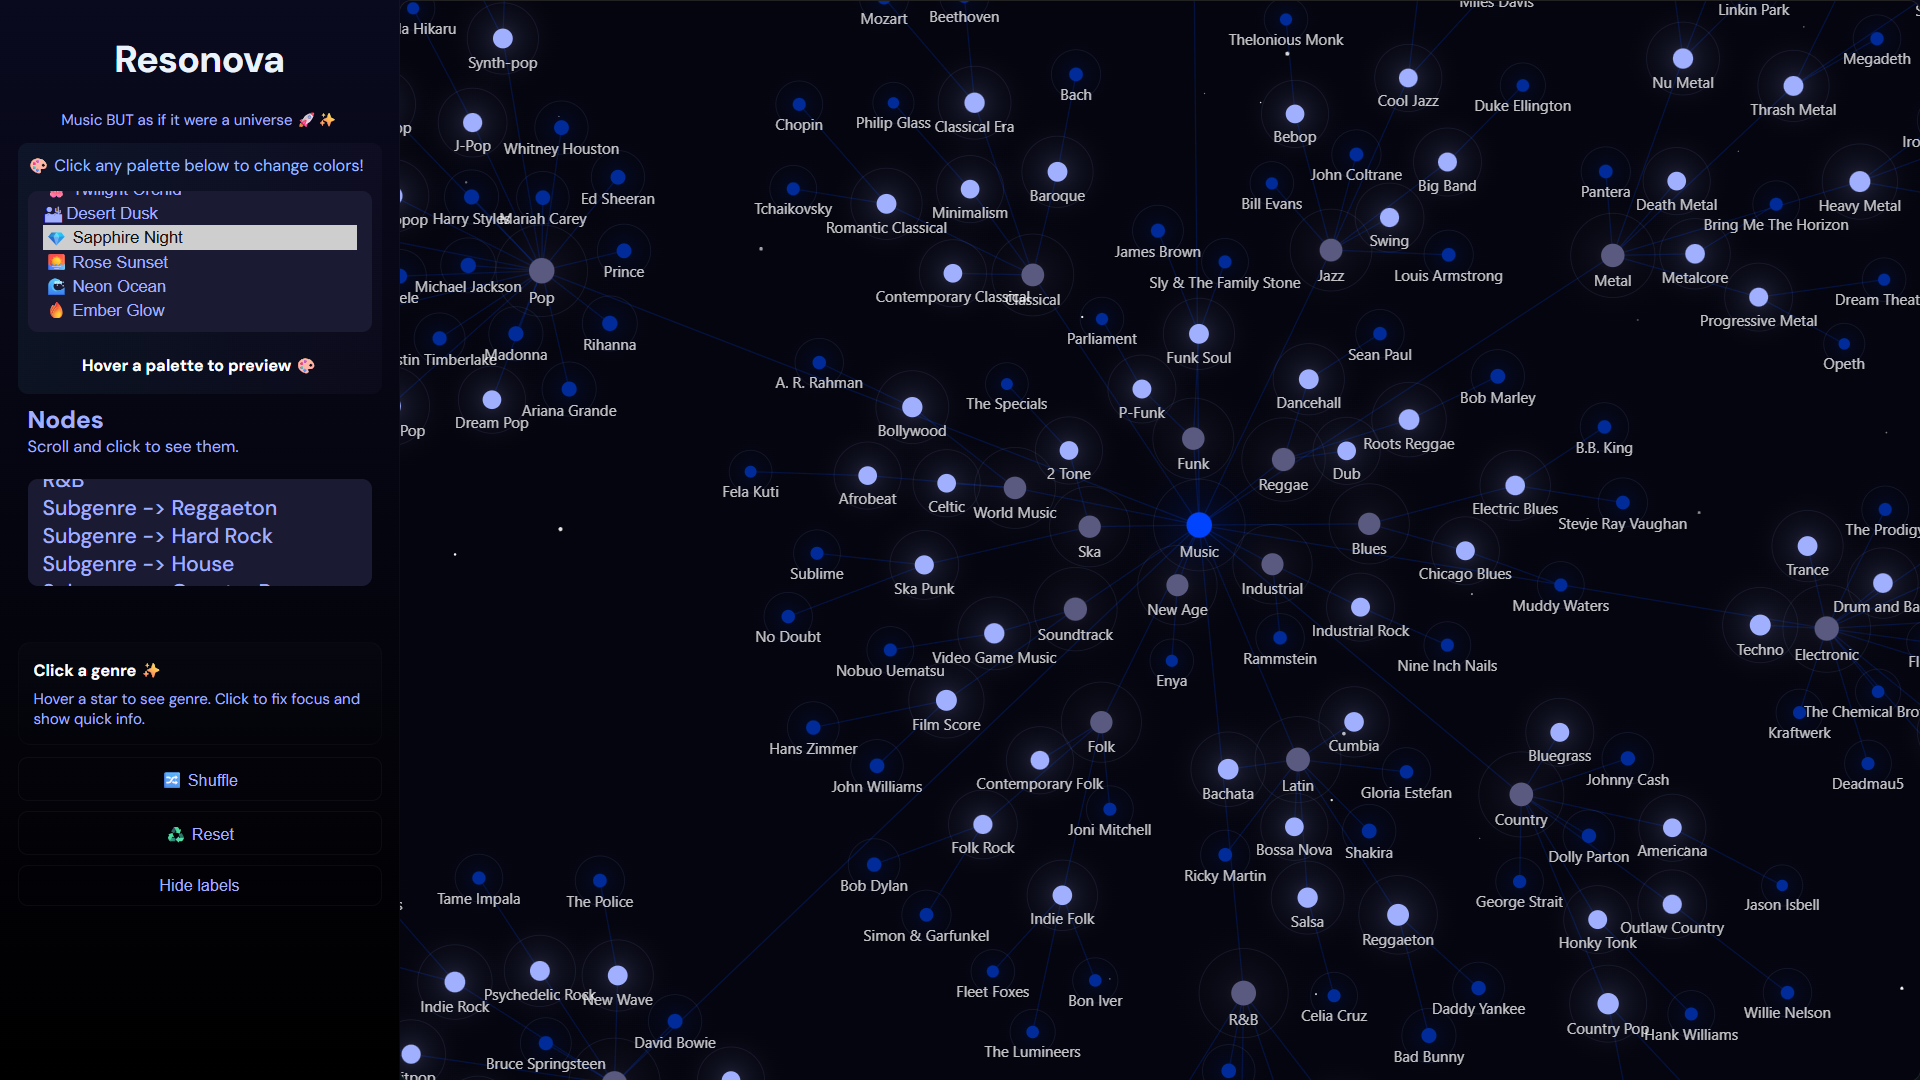 Resonova
Music BUT as if it were a universe 🚀 ✨
🎨 Click any palette below to change colors!
Twilight Orchid
Desert Dusk
Sapphire Night
Rose Sunset
Neon Ocean
Ember Glow
Hover a palette to preview 🎨
Nodes
Scroll and click to see them.
R&B
Subgenre -> Reggaeton
Subgenre -> Hard Rock
Subgenre -> House
Click a genre ✨
Hover a star to see genre. Click to fix focus and
show quick info.
Shuffle
Reset
Hide labels
Hikaru
Synth-pop
J-Pop
Whitney Houston
Ed Sheeran
Harry Styles
Mariah Carey
Prince
Michael Jackson
Pop
Rihanna
Timberlake
Madonna
Ariana Grande
Dream Pop
Pop
Mozart
Beethoven
Bach
Chopin
Philip Glass
Classical Era
Baroque
Tchaikovsky
Minimalism
Romantic Classical
Contemporary Classical
Classical
Miles Davis
Thelonious Monk
Cool Jazz
Duke Ellington
Bebop
John Coltrane
Big Band
Bill Evans
Swing
Jazz
Louis Armstrong
James Brown
Sly & The Family Stone
Parliament
Funk Soul
P-Funk
Funk
Linkin Park
Megadeth
Nu Metal
Thrash Metal
Pantera
Death Metal
Heavy Metal
Bring Me The Horizon
Metal
Metalcore
Dream Theat
Progressive Metal
Opeth
A. R. Rahman
The Specials
Bollywood
2 Tone
Fela Kuti
Afrobeat
Celtic
World Music
Ska
Music
Sean Paul
Dancehall
Bob Marley
Roots Reggae
Dub
Reggae
B.B. King
Electric Blues
Stevie Ray Vaughan
Blues
Chicago Blues
Muddy Waters
Sublime
Ska Punk
No Doubt
New Age
Industrial
Soundtrack
Industrial Rock
Video Game Music
Nobuo Uematsu
Rammstein
Nine Inch Nails
Enya
Film Score
Hans Zimmer
John Williams
The Prodigy
Trance
Drum and Ba
Techno
Electronic
The Chemical Bro
Kraftwerk
Deadmau5
Folk
Contemporary Folk
Joni Mitchell
Folk Rock
Bob Dylan
Indie Folk
Simon & Garfunkel
Fleet Foxes
Bon Iver
The Lumineers
Cumbia
Bachata
Latin
Gloria Estefan
Bossa Nova
Shakira
Ricky Martin
Salsa
Reggaeton
Celia Cruz
Daddy Yankee
Bad Bunny
R&B
Bluegrass
Johnny Cash
Country
Dolly Parton
Americana
George Strait
Jason Isbell
Outlaw Country
Honky Tonk
Willie Nelson
Country Pop
Hank Williams
Tame Impala
The Police
Indie Rock
Psychedelic Rock
New Wave
David Bowie
Bruce Springsteen